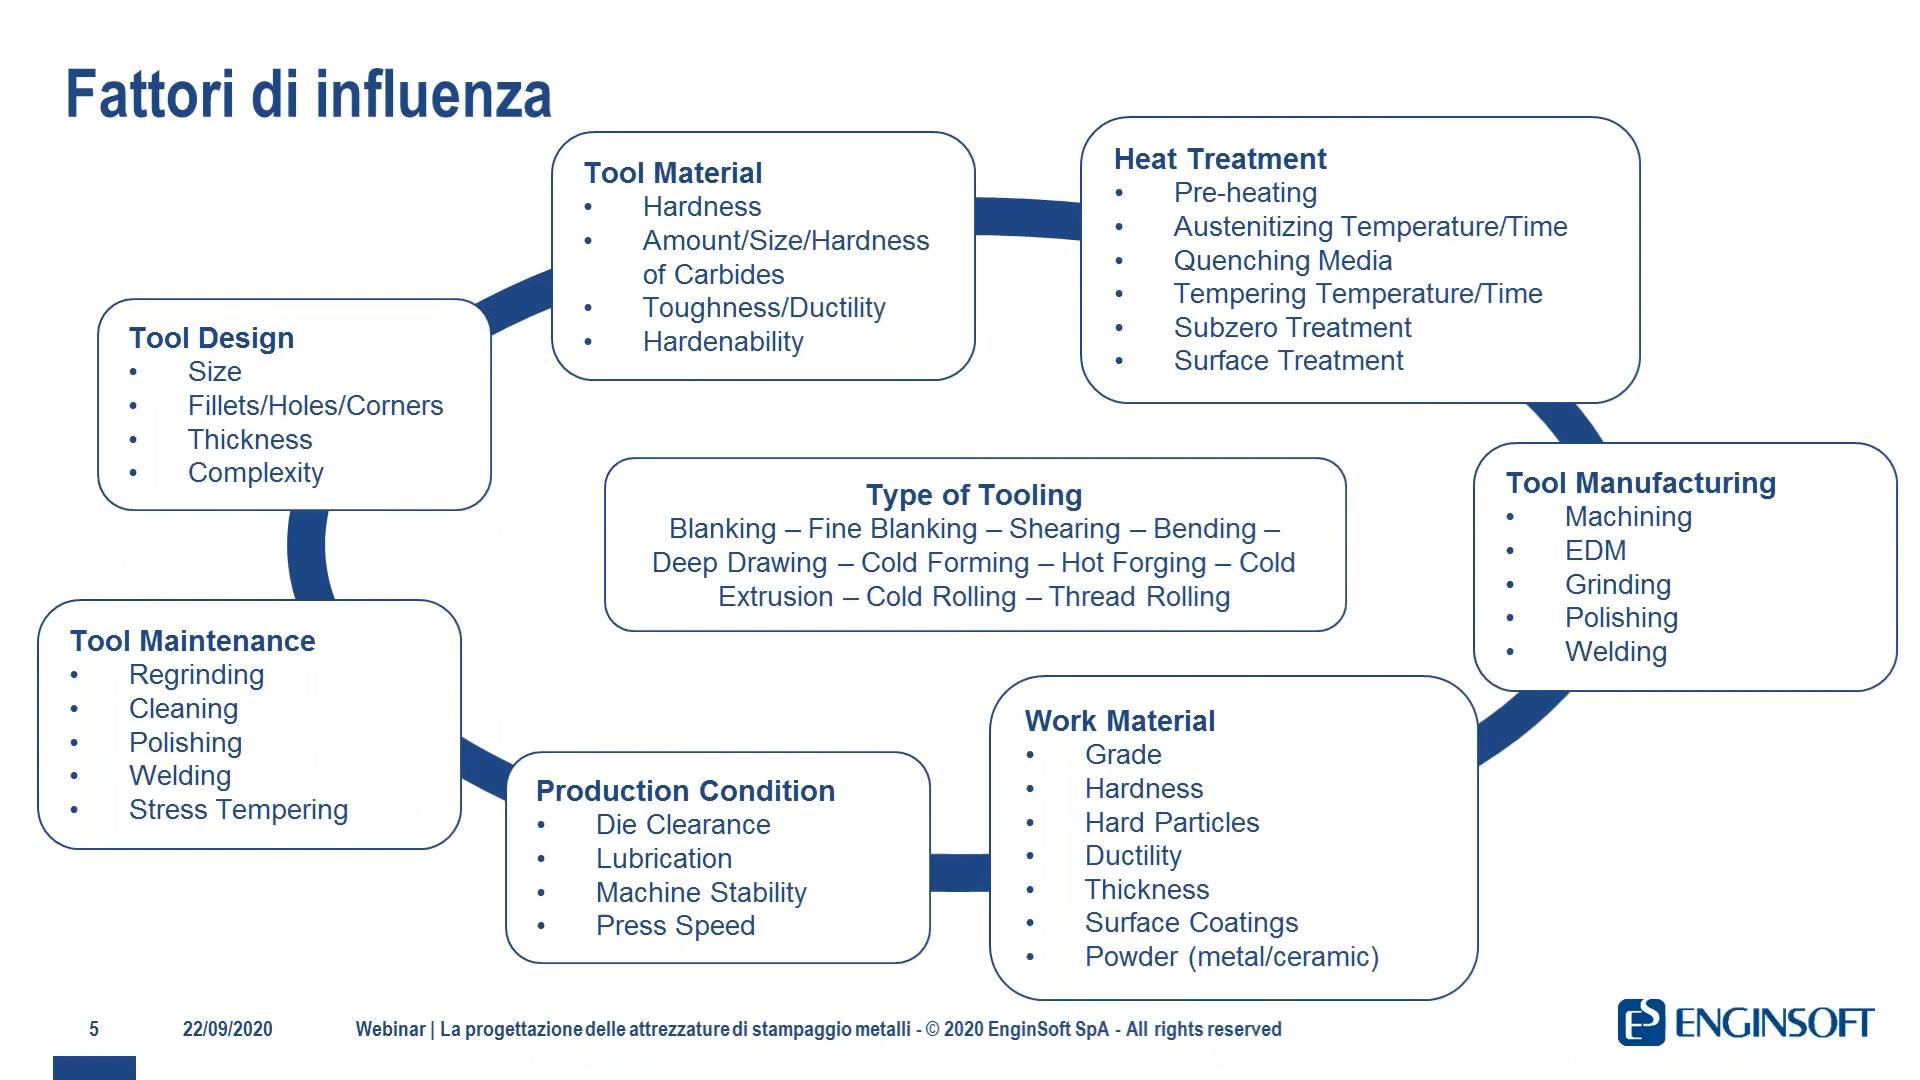 Fattori di influenza
Tool Material
• Hardness
• Amount/Size/Hardness
of Carbides
• Toughness/Ductility
• Hardenability
Heat Treatment
• Pre-heating
• Austenitizing Temperature/Time
• Quenching Media
• Tempering Temperature/Time
• Subzero Treatment
• Surface Treatment
Tool Design
• Size
• Fillets/Holes/Corners
• Thickness
• Complexity
Type of Tooling
Blanking – Fine Blanking – Shearing – Bending –
Deep Drawing – Cold Forming – Hot Forging – Cold
Extrusion – Cold Rolling – Thread Rolling
Tool Manufacturing
• Machining
• EDM
• Grinding
• Polishing
• Welding
Tool Maintenance
• Regrinding
• Cleaning
• Polishing
• Welding
• Stress Tempering
Production Condition
• Die Clearance
• Lubrication
• Machine Stability
• Press Speed
Work Material
• Grade
• Hardness
• Hard Particles
• Ductility
• Thickness
• Surface Coatings
• Powder (metal/ceramic)
5 22/09/2020 Webinar | La progettazione delle attrezzature di stampaggio metalli - © 2020 EnginSoft SpA - All rights reserved
ES ENGINSOFT